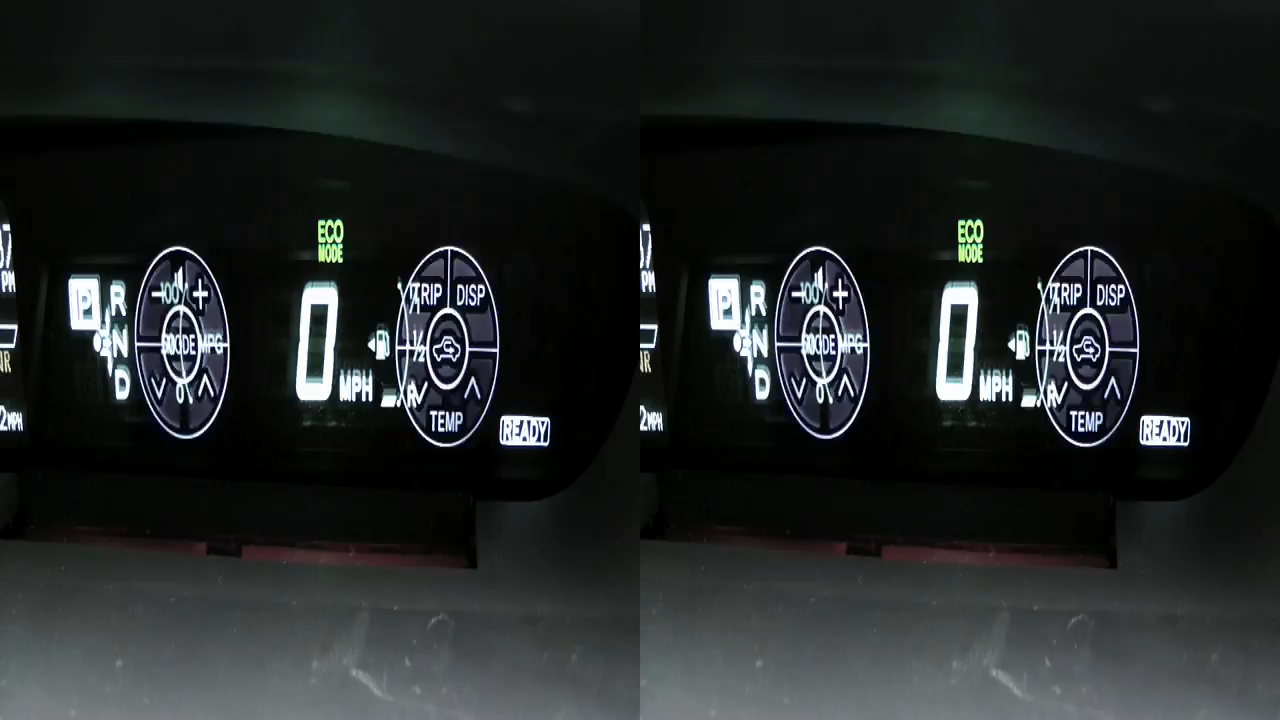 ECO
MODE
P R
N
D
100 +
MODE MPG
0
0
MPH
TRIP DISP
1/2
R
TEMP
READY
ECO
MODE
P R
N
D
100 +
MODE MPG
0
0
MPH
TRIP DISP
1/2
R
TEMP
READY